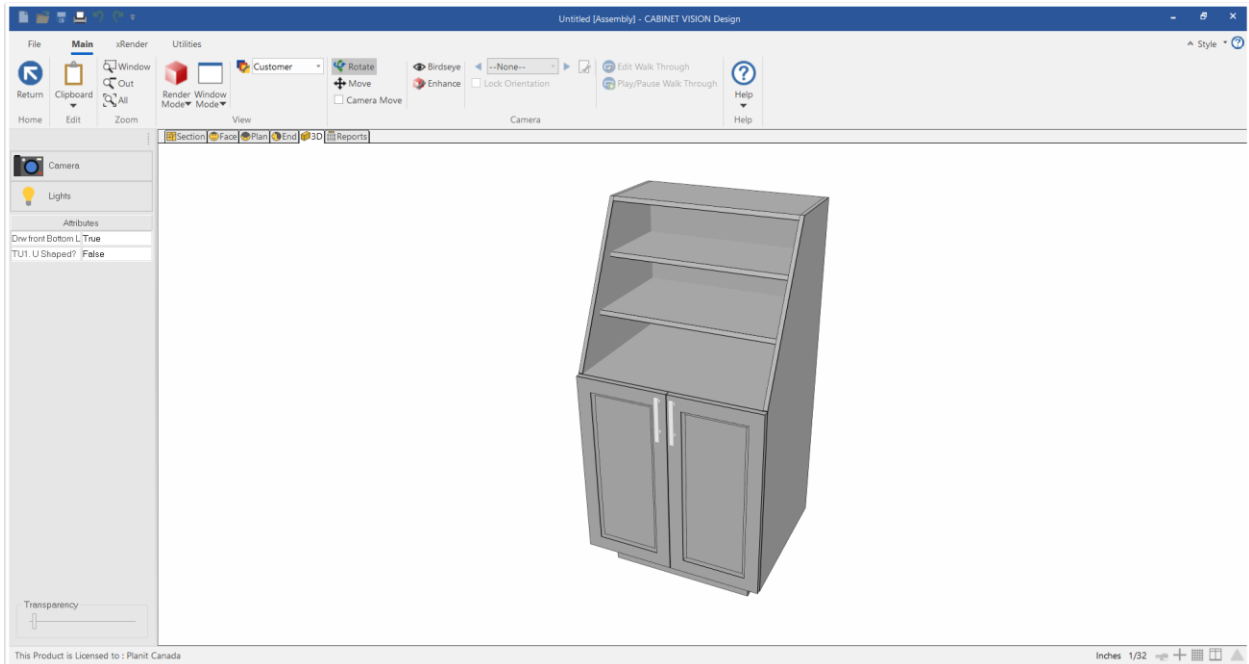 Untitled [Assembly] - CABINET VISION Design
File Main xRender Utilities
Style
Return
Clipboard
Window
Out
All
Render Mode
Window Mode
Customer
Rotate
Move
Camera Move
Birdseye
Enhance
--None--
Lock Orientation
Edit Walk Through
Play/Pause Walk Through
Help
Home Edit Zoom View Camera Help
Section Face Plan End 3D Reports
Camera
Lights
Attributes
Drw front Bottom L True
TU1. U Shaped? False
Transparency
This Product is Licensed to : Planit Canada
Inches 1/32